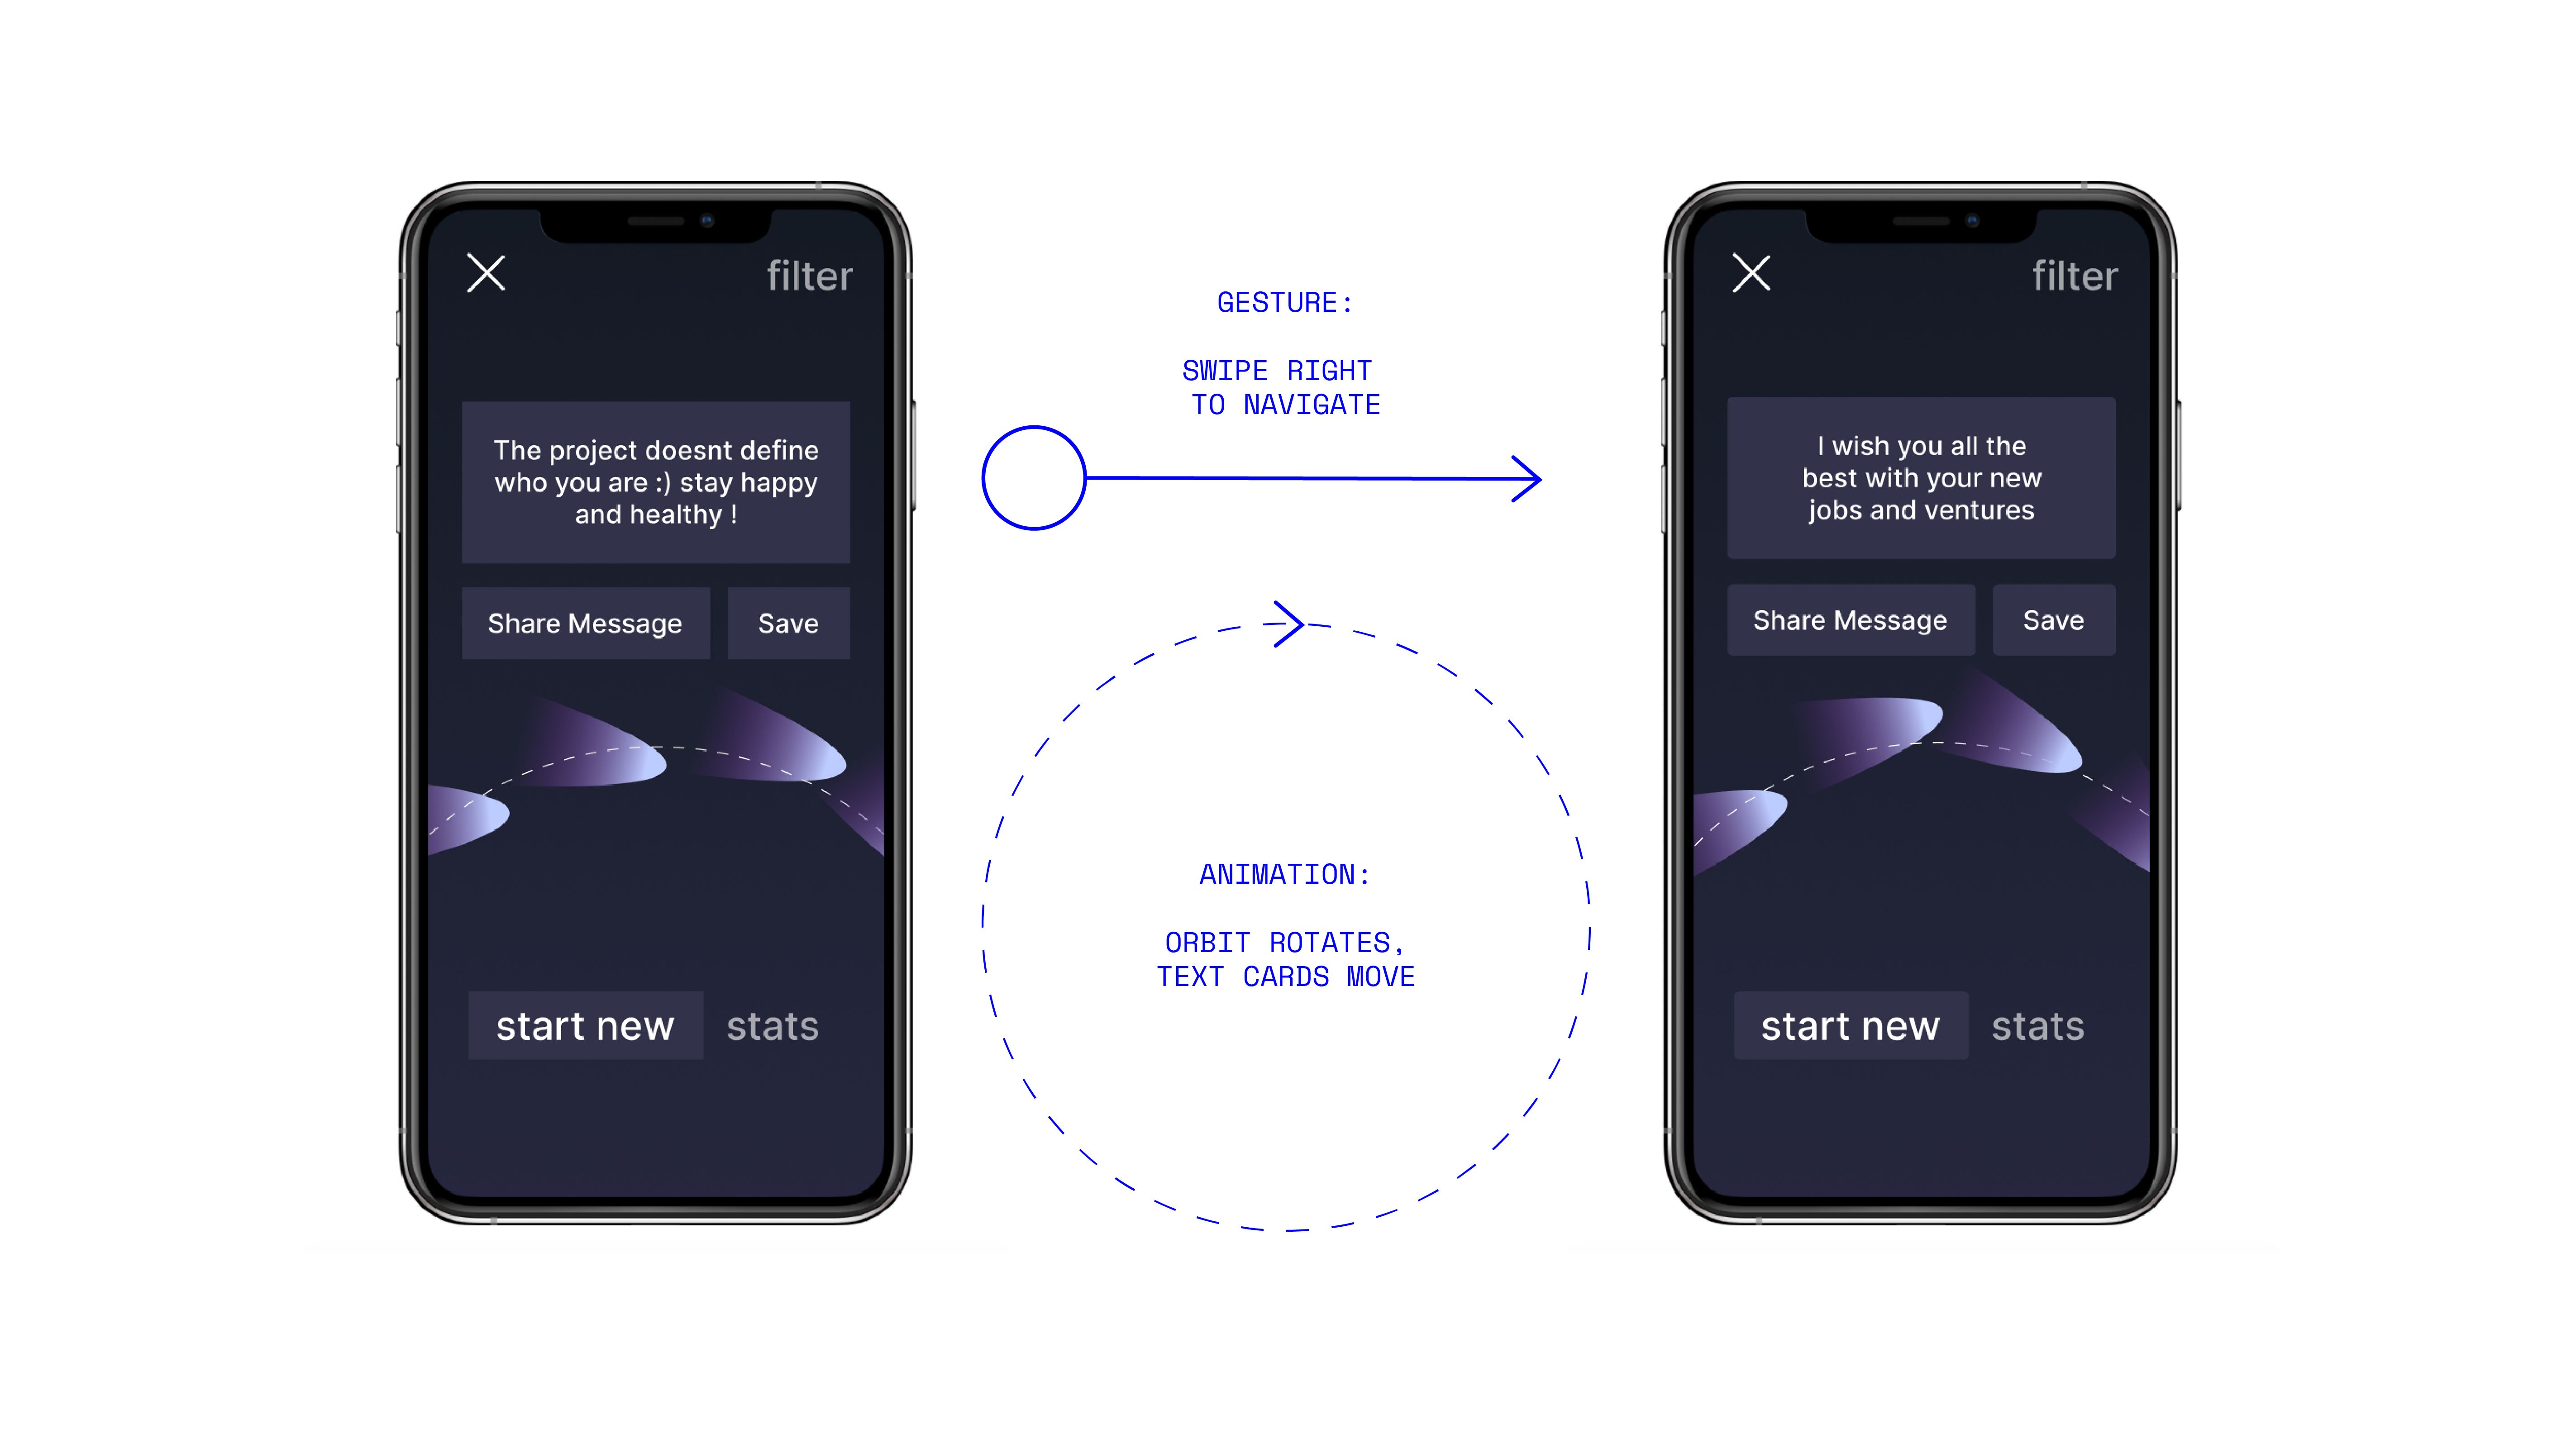 filter
The project doesnt define
who you are :) stay happy
and healthy !
Share Message
Save
start new
stats
GESTURE:
SWIPE RIGHT
TO NAVIGATE
ANIMATION:
ORBIT ROTATES,
TEXT CARDS MOVE
filter
I wish you all the
best with your new
jobs and ventures
Share Message
Save
start new
stats